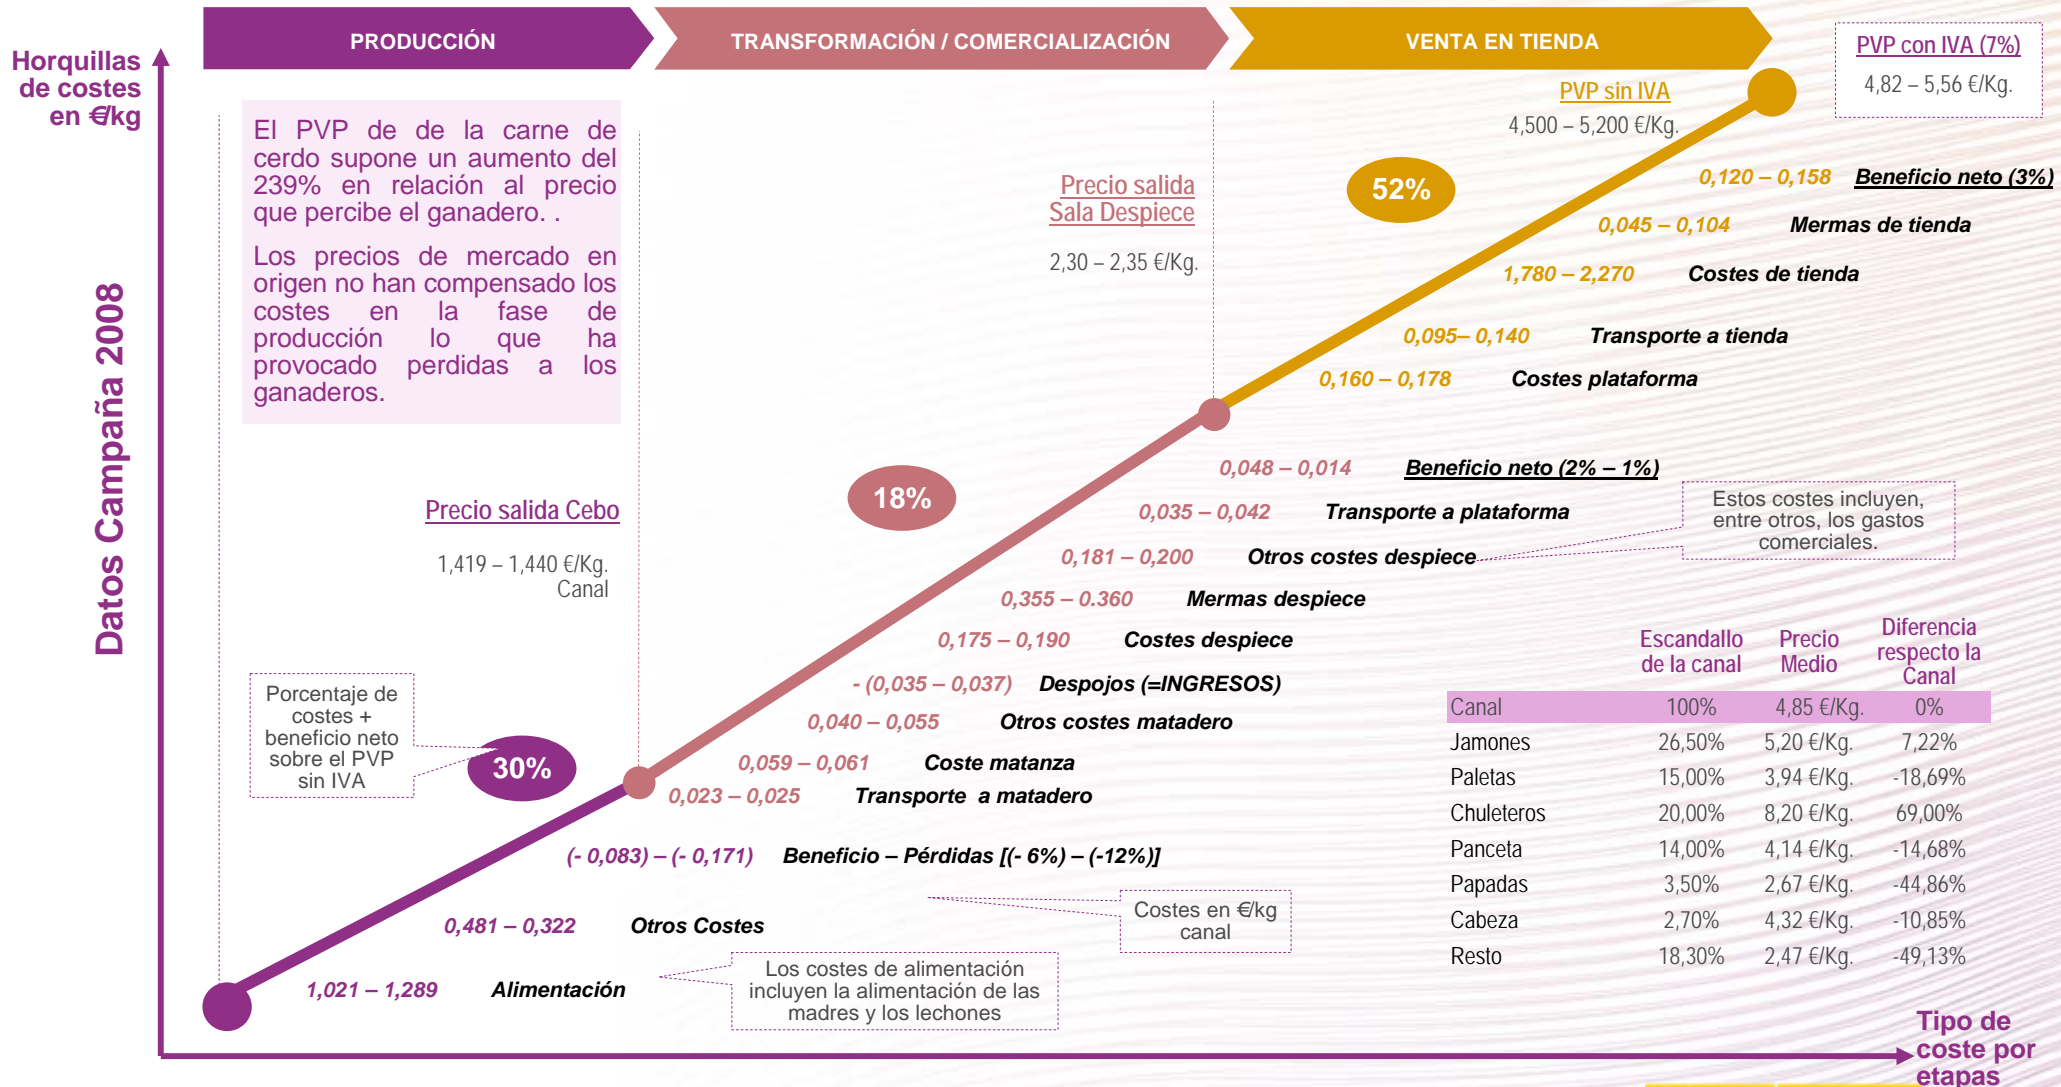 PRODUCCIÓN
TRANSFORMACIÓN / COMERCIALIZACIÓN
VENTA EN TIENDA
Horquillas
de costes
en €/kg
Datos Campaña 2008
El PVP de de la carne de
cerdo supone un aumento del
239% en relación al precio
que percibe el ganadero. .
Los precios de mercado en
origen no han compensado los
costes en la fase de
producción lo que ha
provocado perdidas a los
ganaderos.
PVP con IVA (7%)
4,82 – 5,56 €/Kg.
PVP sin IVA
4,500 – 5,200 €/Kg.
52%
0,120 – 0,158 Beneficio neto (3%)
0,045 – 0,104 Mermas de tienda
1,780 – 2,270 Costes de tienda
0,095– 0,140 Transporte a tienda
0,160 – 0,178 Costes plataforma
Precio salida
Sala Despiece
2,30 – 2,35 €/Kg.
18%
0,048 – 0,014 Beneficio neto (2% – 1%)
0,035 – 0,042 Transporte a plataforma
0,181 – 0,200 Otros costes despiece
0,355 – 0.360 Mermas despiece
0,175 – 0,190 Costes despiece
- (0,035 – 0,037) Despojos (=INGRESOS)
0,040 – 0,055 Otros costes matadero
0,059 – 0,061 Coste matanza
0,023 – 0,025 Transporte a matadero
Estos costes incluyen,
entre otros, los gastos
comerciales.
Precio salida Cebo
1,419 – 1,440 €/Kg.
Canal
Porcentaje de
costes +
beneficio neto
sobre el PVP
sin IVA
30%
(- 0,083) – (- 0,171) Beneficio – Pérdidas [(- 6%) – (-12%)]
0,481 – 0,322 Otros Costes
1,021 – 1,289 Alimentación
Costes en €/kg
canal
Los costes de alimentación
incluyen la alimentación de las
madres y los lechones
Escandallo
de la canal
Precio
Medio
Diferencia
respecto la
Canal
Canal 100% 4,85 €/Kg. 0%
Jamones 26,50% 5,20 €/Kg. 7,22%
Paletas 15,00% 3,94 €/Kg. -18,69%
Chuleteros 20,00% 8,20 €/Kg. 69,00%
Panceta 14,00% 4,14 €/Kg. -14,68%
Papadas 3,50% 2,67 €/Kg. -44,86%
Cabeza 2,70% 4,32 €/Kg. -10,85%
Resto 18,30% 2,47 €/Kg. -49,13%
Tipo de
coste por
etapas